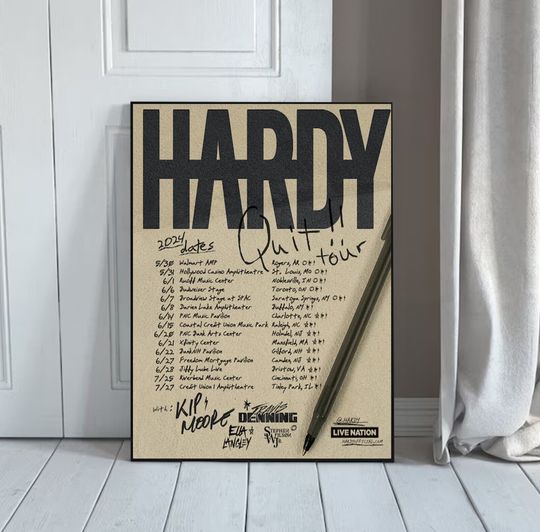 HARDY
Quit!! tour
2024 dates
5/30 Walmart AMP Rogers, AR
5/31 Hollywood Casino Amphitheatre St. Louis, MO
6/1 Ruoff Music Center Noblesville, IN
6/6 Budweiser Stage Toronto, ON
6/7 Broadview Stage at SPAC Saratoga Springs, NY
6/8 Darien Lake Amphitheater Buffalo, NY
6/14 PNC Music Pavilion Charlotte, NC
6/15 Coastal Credit Union Music Park Raleigh, NC
6/20 PNC Bank Arts Center Holmdel, NJ
6/21 Xfinity Center Mansfield, MA
6/22 BankNH Pavilion Gilford, NH
6/27 Freedom Mortgage Pavilion Camden, NJ
6/28 Jiffy Lube Live Bristow, VA
7/25 Riverbend Music Center Cincinnati, OH
7/27 Credit Union 1 Amphitheatre Tinley Park, IL
with: KIP MOORE
TRAVIS DENNING
ELLA LANGLEY
STEPHEN WILSON Jr.
HARDY
LIVE NATION